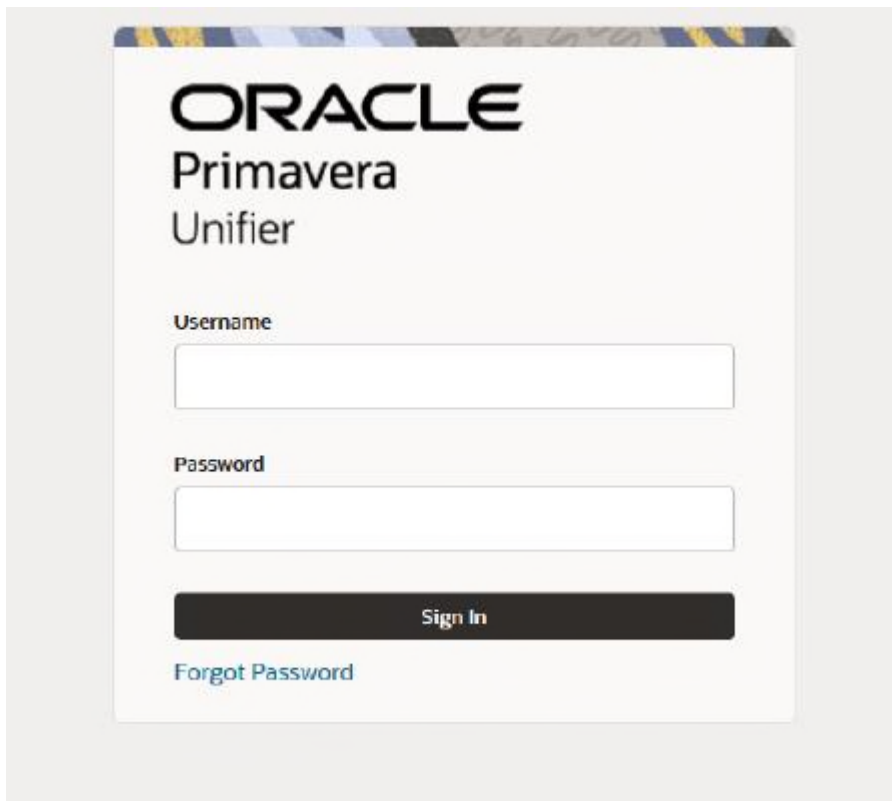 ORACLE
Primavera
Unifier
Username
Password
Sign In
Forgot Password